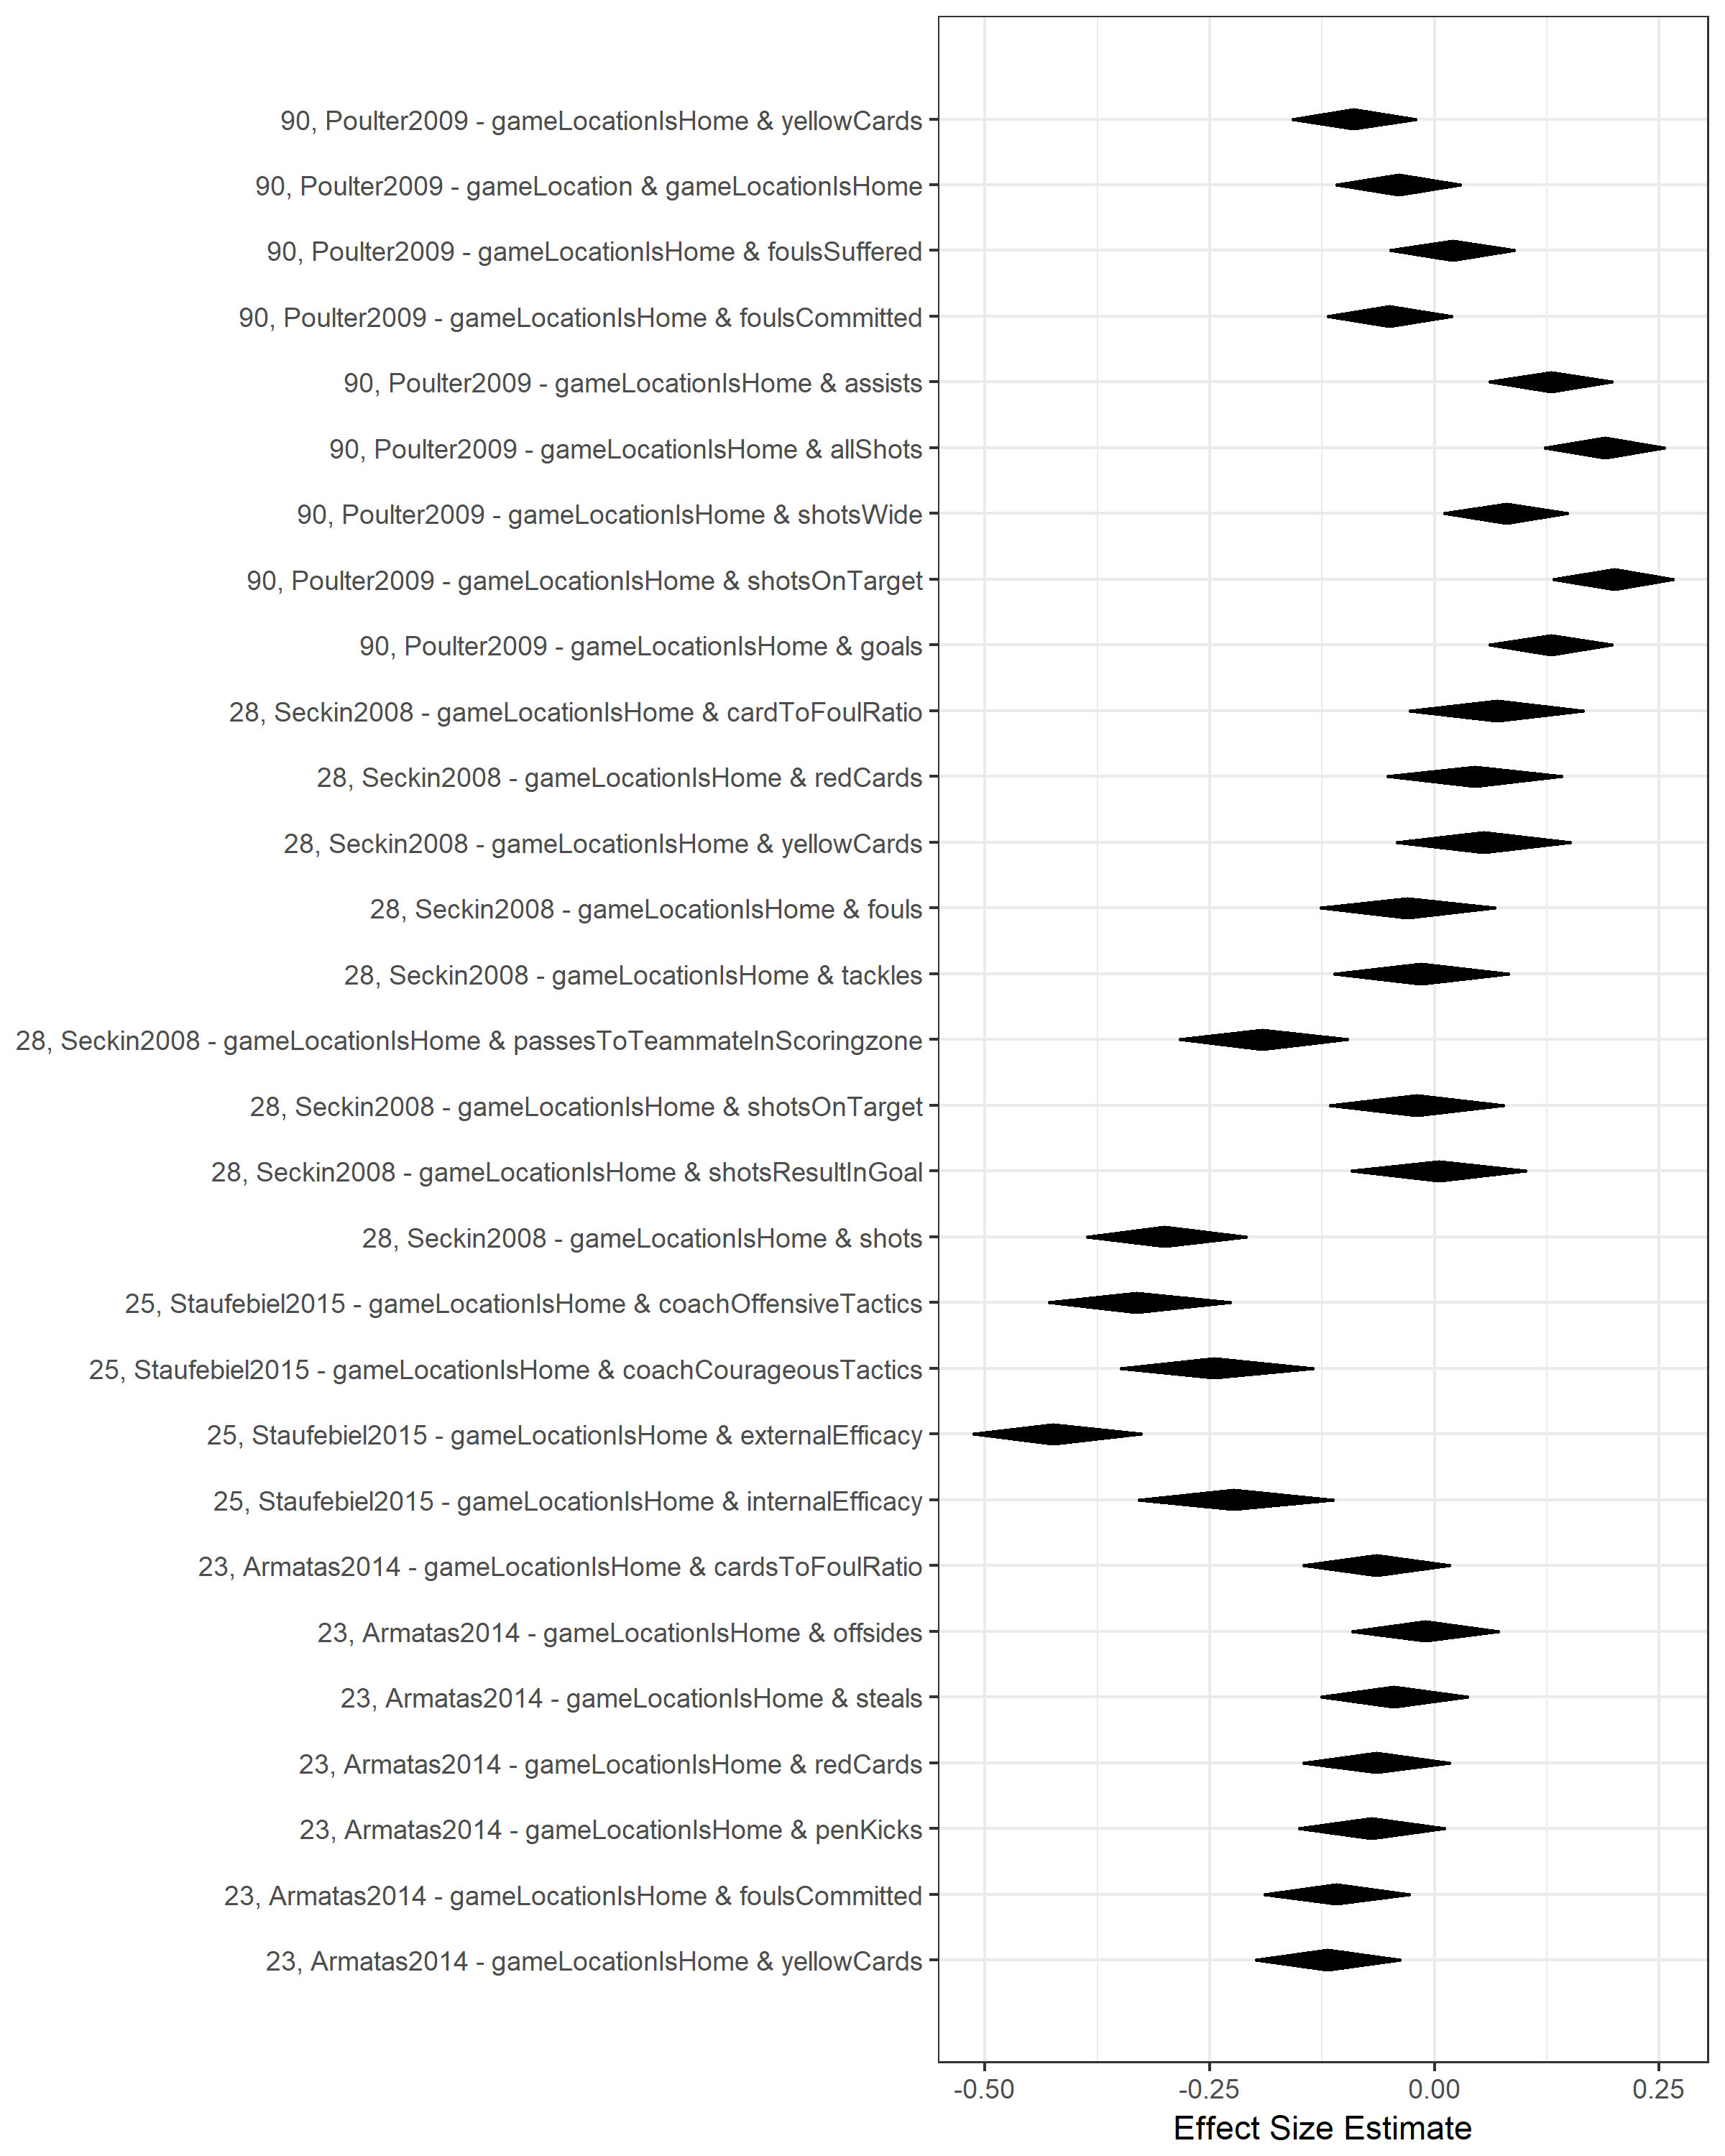 90, Poulter2009 - gameLocationIsHome & yellowCards
90, Poulter2009 - gameLocation & gameLocationIsHome
90, Poulter2009 - gameLocationIsHome & foulsSuffered
90, Poulter2009 - gameLocationIsHome & foulsCommitted
90, Poulter2009 - gameLocationIsHome & assists
90, Poulter2009 - gameLocationIsHome & allShots
90, Poulter2009 - gameLocationIsHome & shotsWide
90, Poulter2009 - gameLocationIsHome & shotsOnTarget
90, Poulter2009 - gameLocationIsHome & goals
28, Seckin2008 - gameLocationIsHome & cardToFoulRatio
28, Seckin2008 - gameLocationIsHome & redCards
28, Seckin2008 - gameLocationIsHome & yellowCards
28, Seckin2008 - gameLocationIsHome & fouls
28, Seckin2008 - gameLocationIsHome & tackles
28, Seckin2008 - gameLocationIsHome & passesToTeammateInScoringzone
28, Seckin2008 - gameLocationIsHome & shotsOnTarget
28, Seckin2008 - gameLocationIsHome & shotsResultInGoal
28, Seckin2008 - gameLocationIsHome & shots
25, Staufebiel2015 - gameLocationIsHome & coachOffensiveTactics
25, Staufebiel2015 - gameLocationIsHome & coachCourageousTactics
25, Staufebiel2015 - gameLocationIsHome & externalEfficacy
25, Staufebiel2015 - gameLocationIsHome & internalEfficacy
23, Armatas2014 - gameLocationIsHome & cardsToFoulRatio
23, Armatas2014 - gameLocationIsHome & offsides
23, Armatas2014 - gameLocationIsHome & steals
23, Armatas2014 - gameLocationIsHome & redCards
23, Armatas2014 - gameLocationIsHome & penKicks
23, Armatas2014 - gameLocationIsHome & foulsCommitted
23, Armatas2014 - gameLocationIsHome & yellowCards
-0.50 -0.25 0.00 0.25
Effect Size Estimate